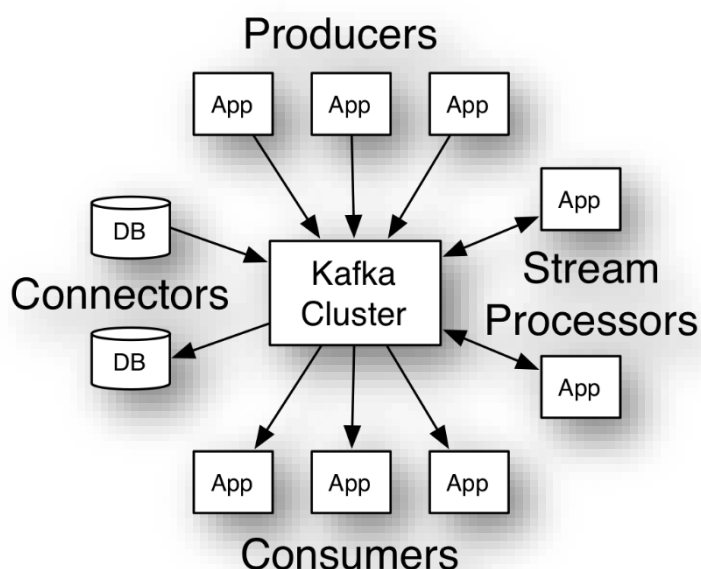 Producers
App
App
App
App
DB
Kafka
Cluster
Stream
Processors
Connectors
DB
App
App
App
App
Consumers